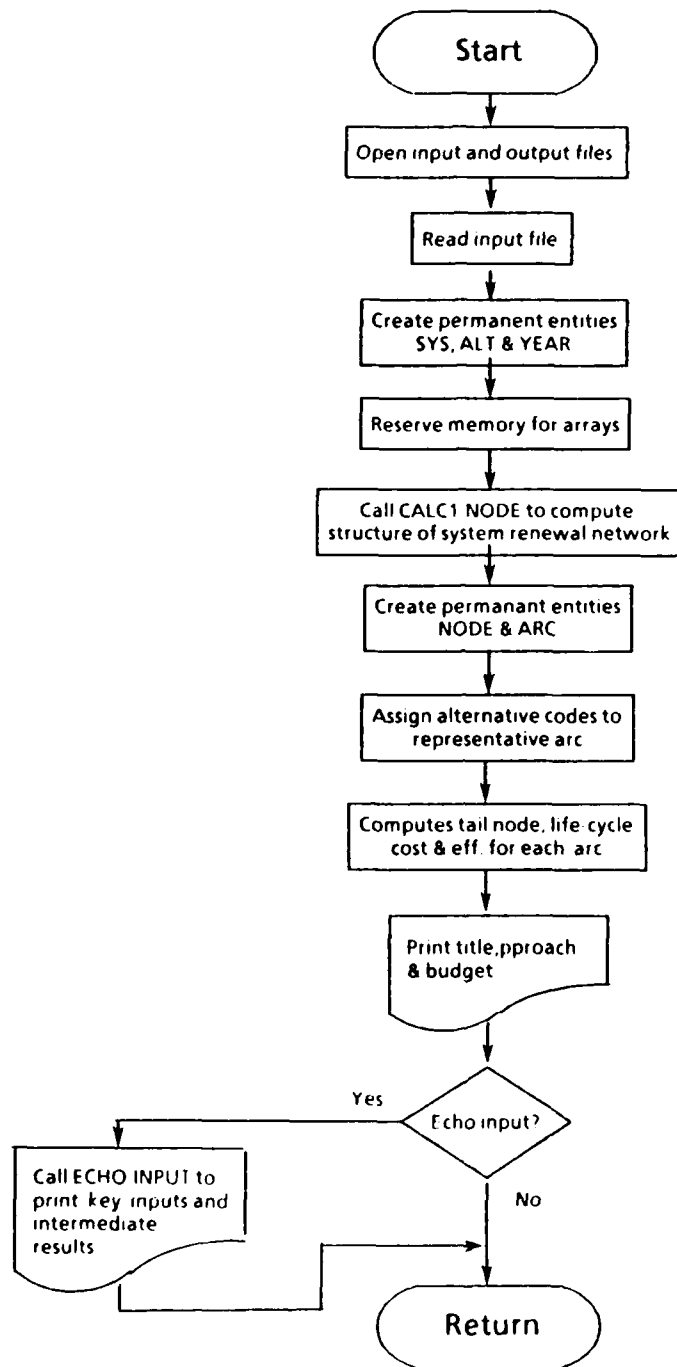 Start
Open input and output files
Read input file
Create permanent entities
SYS, ALT & YEAR
Reserve memory for arrays
Call CALC1 NODE to compute
structure of system renewal network
Create permanant entities
NODE & ARC
Assign alternative codes to
representative arc
Computes tail node, life-cycle
cost & eff. for each arc
Print title,pproach
& budget
Echo input?
Yes
No
Call ECHO INPUT to
print key inputs and
intermediate
results
Return